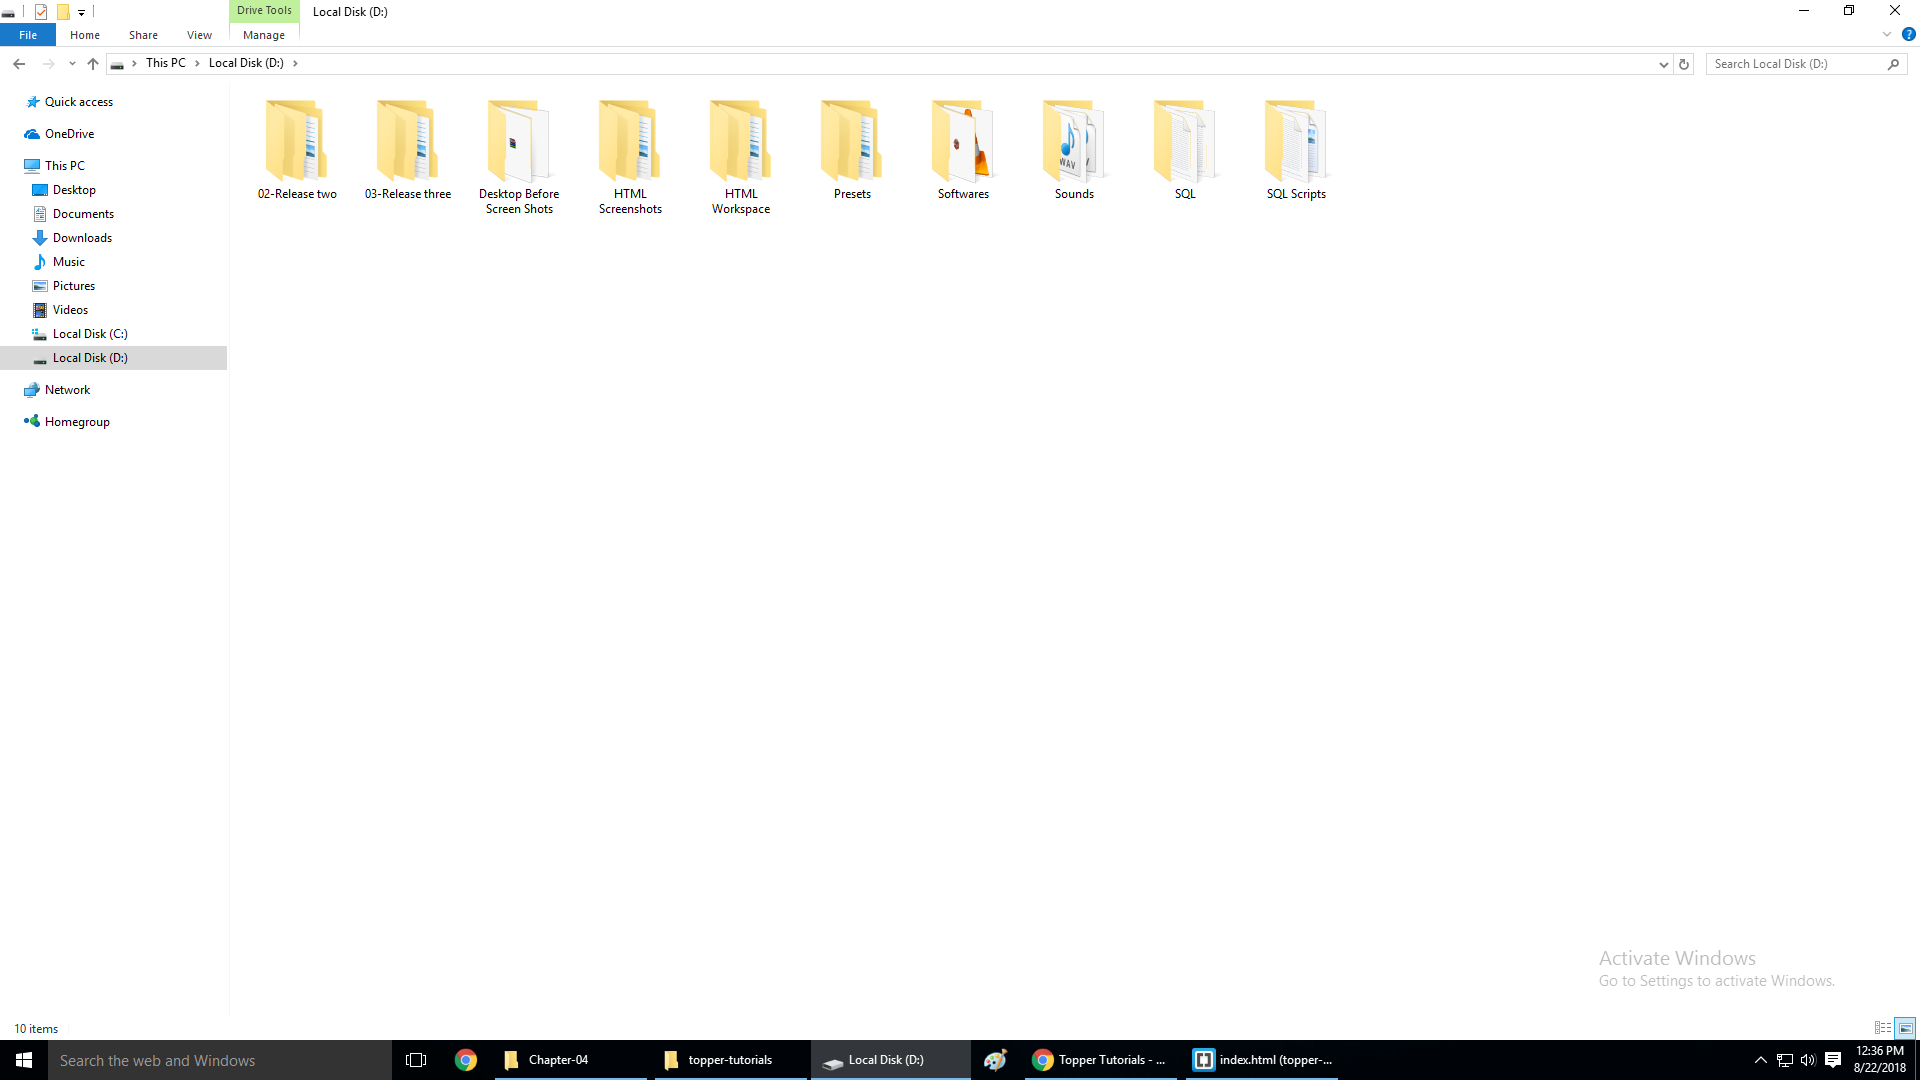 Drive Tools
Local Disk (D:)
File
Home
Share
View
Manage
This PC
Local Disk (D:)
Search Local Disk (D:)
Quick access
OneDrive
This PC
Desktop
Documents
Downloads
Music
Pictures
Videos
Local Disk (C:)
Local Disk (D:)
Network
Homegroup
02-Release two
03-Release three
Desktop Before
Screen Shots
HTML
Screenshots
HTML
Workspace
Presets
Softwares
WAV
Sounds
SQL
SQL Scripts
Activate Windows
Go to Settings to activate Windows.
10 items
Search the web and Windows
Chapter-04
topper-tutorials
Local Disk (D:)
Topper Tutorials - ...
index.html (topper-...
12:36 PM
8/22/2018